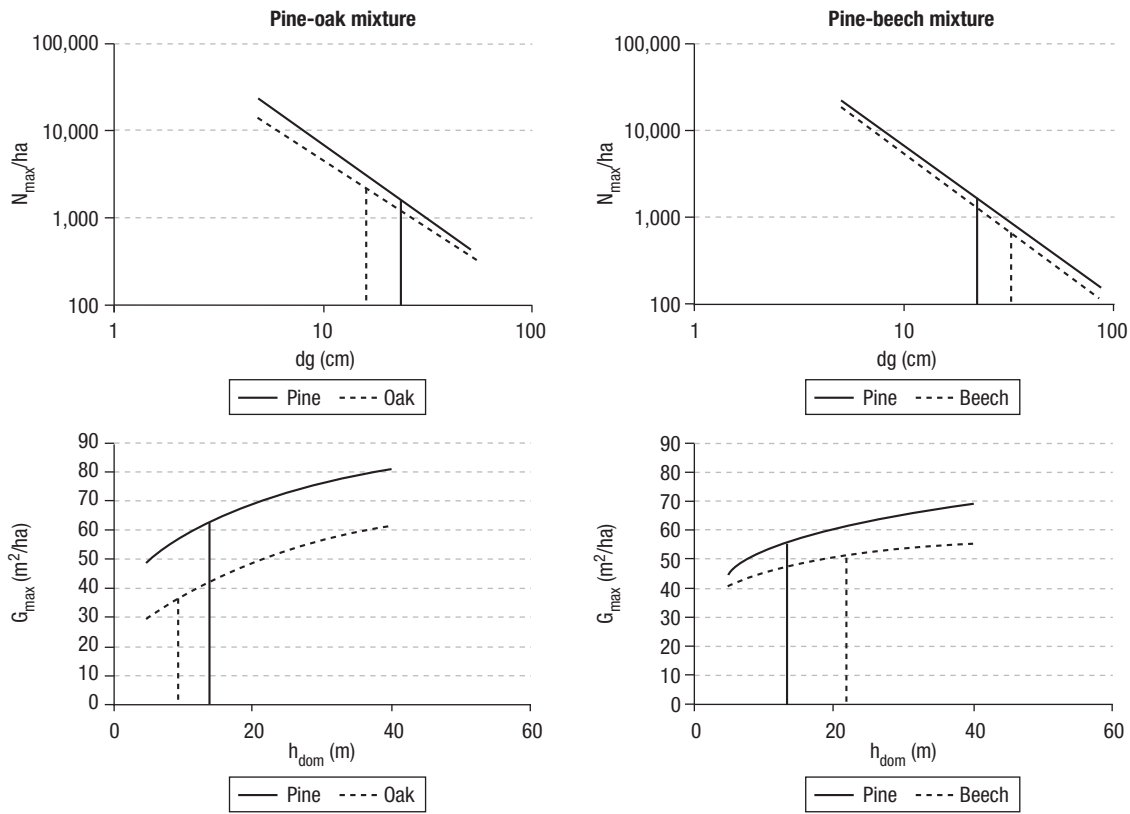 Pine-oak mixture
100,000
10,000
1,000
100
N_max/ha
1 10 100
dg (cm)
Pine Oak
Pine-beech mixture
100,000
10,000
1,000
100
N_max/ha
1 10 100
dg (cm)
Pine Beech
90
80
70
60
50
40
30
20
10
0
G_max (m²/ha)
0 20 40 60
h_dom (m)
Pine Oak
90
80
70
60
50
40
30
20
10
0
G_max (m²/ha)
0 20 40 60
h_dom (m)
Pine Beech